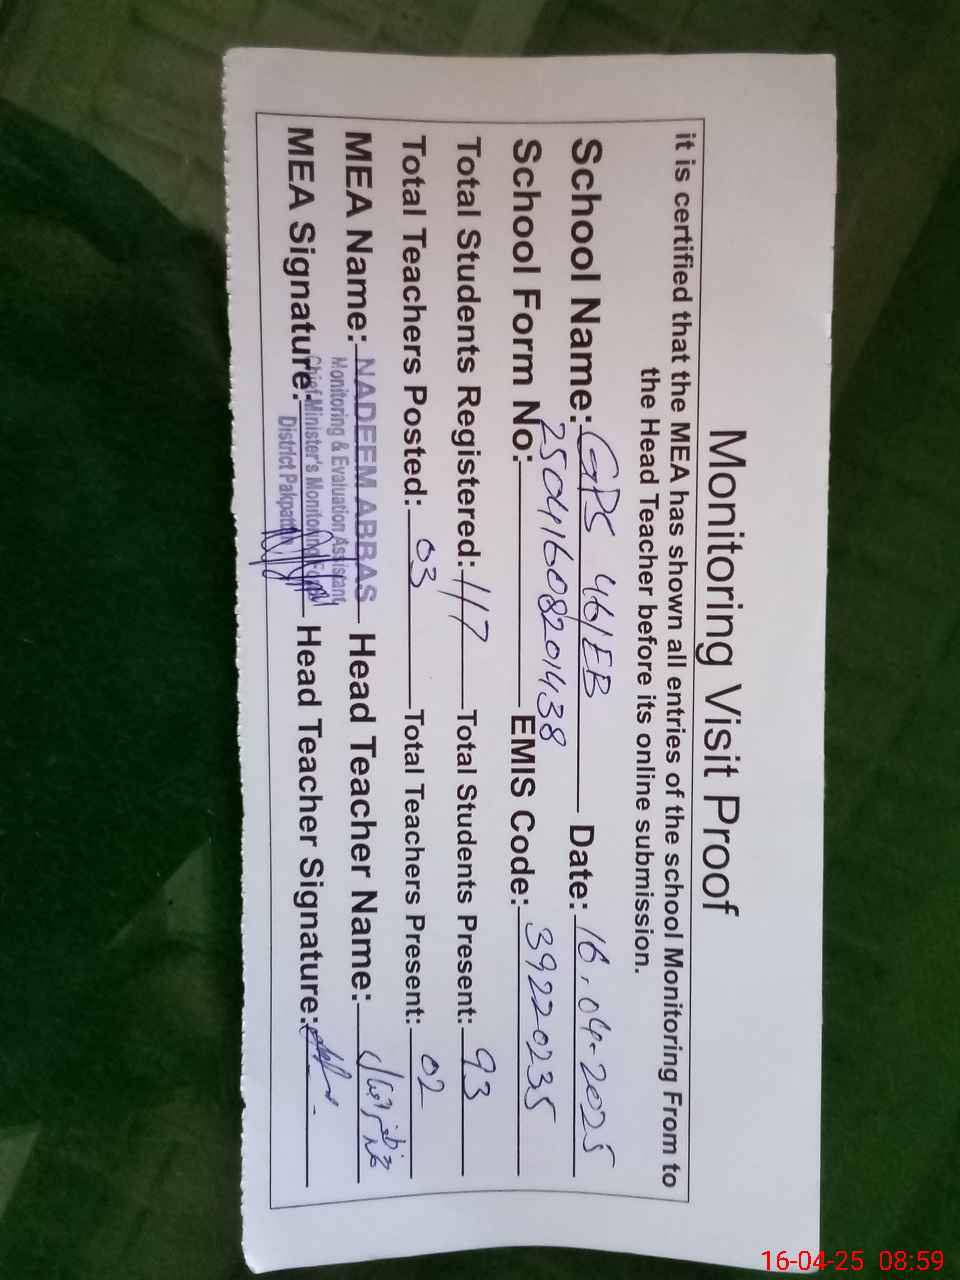 Monitoring Visit Proof
it is certified that the MEA has shown all entries of the school Monitoring From to
the Head Teacher before its online submission.
School Name: GPS 46/EB Date: 16.04-2025
School Form No: 2504160820 1438 EMIS Code: 39220235
Total Students Registered: 117 Total Students Present: 93
Total Teachers Posted: 03 Total Teachers Present: 02
MEA Name: NADEEM ABBAS Head Teacher Name:
Monitoring & Evaluation Assistant
Chief Minister's Monitoring Force
District Pakpattan
MEA Signature: Head Teacher Signature:
16-04-25 08:59